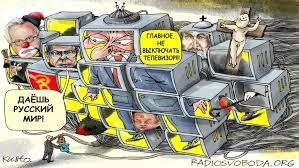 ГЛАВНОЕ,
НЕ
ВЫКЛЮЧАТЬ
ТЕЛЕВИЗОР!!
ДАЁШЬ
РУССКИЙ
МИР!
RADIOSVOBODA.ORG